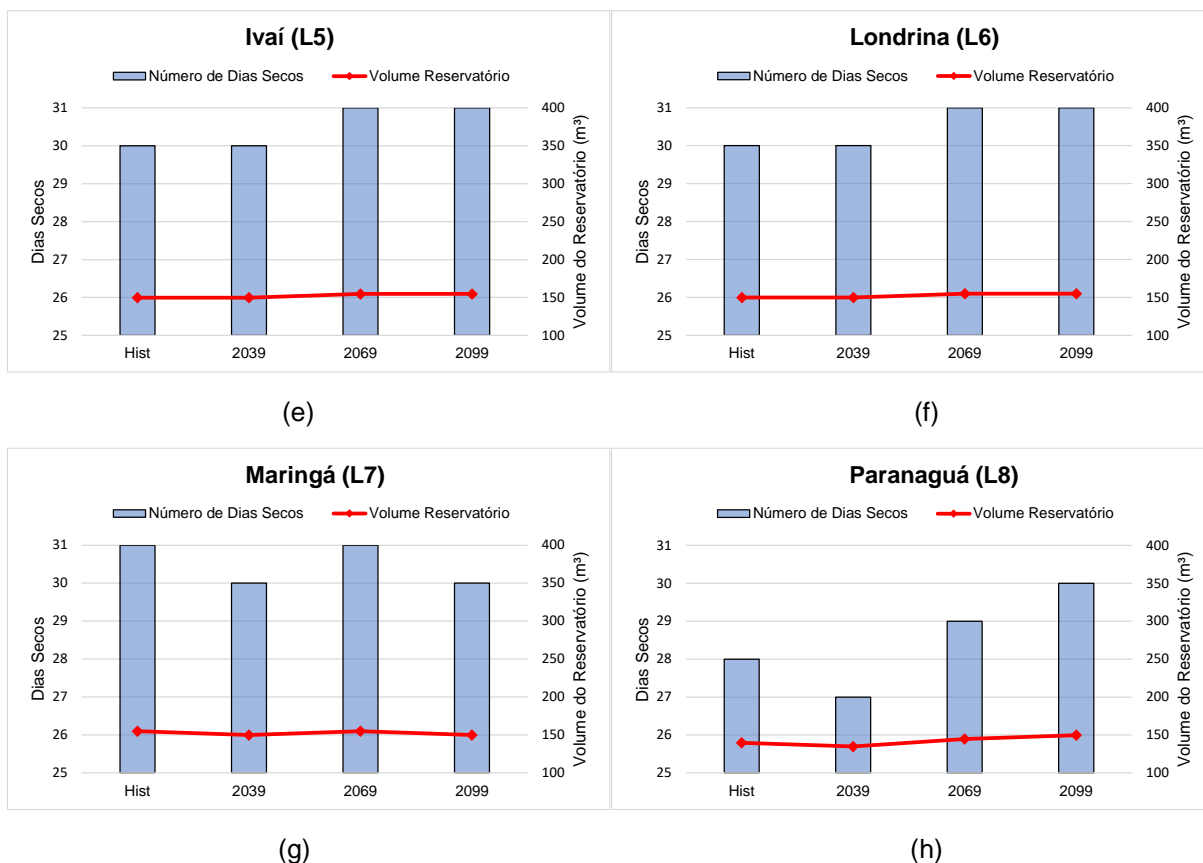 Ivaí (L5)
Número de Dias Secos Volume Reservatório
Dias Secos
31
30
29
28
27
26
25
400
350
300
250
200
150
100
Volume do Reservatório (m³)
Hist 2039 2069 2099
(e)
Londrina (L6)
Número de Dias Secos Volume Reservatório
Dias Secos
31
30
29
28
27
26
25
400
350
300
250
200
150
100
Volume do Reservatório (m³)
Hist 2039 2069 2099
(f)
Maringá (L7)
Número de Dias Secos Volume Reservatório
Dias Secos
31
30
29
28
27
26
25
400
350
300
250
200
150
100
Volume do Reservatório (m³)
Hist 2039 2069 2099
(g)
Paranaguá (L8)
Número de Dias Secos Volume Reservatório
Dias Secos
31
30
29
28
27
26
25
400
350
300
250
200
150
100
Volume do Reservatório (m³)
Hist 2039 2069 2099
(h)